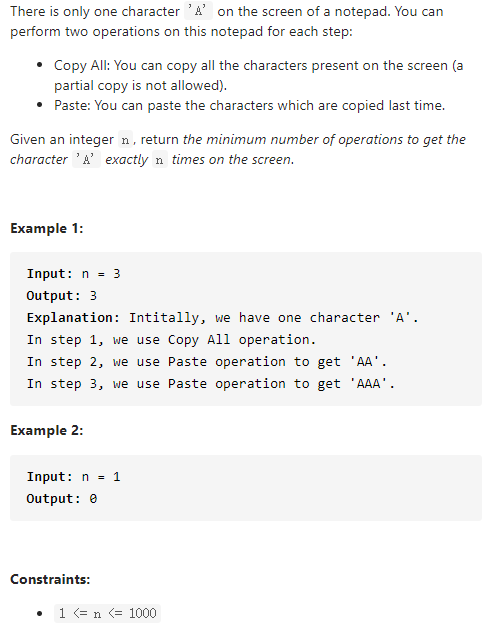 There is only one character 'A' on the screen of a notepad. You can
perform two operations on this notepad for each step:
• Copy All: You can copy all the characters present on the screen (a
partial copy is not allowed).
• Paste: You can paste the characters which are copied last time.
Given an integer n, return the minimum number of operations to get the
character 'A' exactly n times on the screen.
Example 1:
Input: n = 3
Output: 3
Explanation: Intitally, we have one character 'A'.
In step 1, we use Copy All operation.
In step 2, we use Paste operation to get 'AA'.
In step 3, we use Paste operation to get 'AAA'.
Example 2:
Input: n = 1
Output: 0
Constraints:
• 1 <= n <= 1000